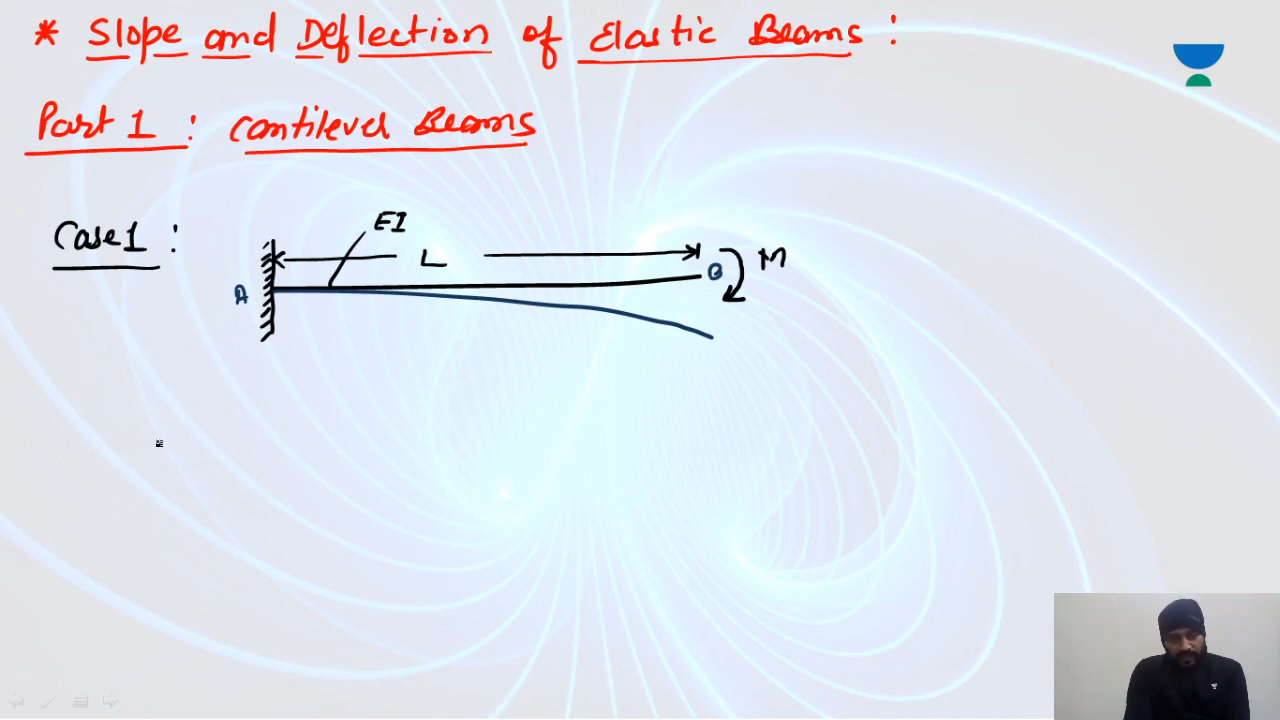 * Slope and Deflection of Elastic Beams :
Part 1 : Cantilever Beams
Case 1 :
EI
L
M
B
A